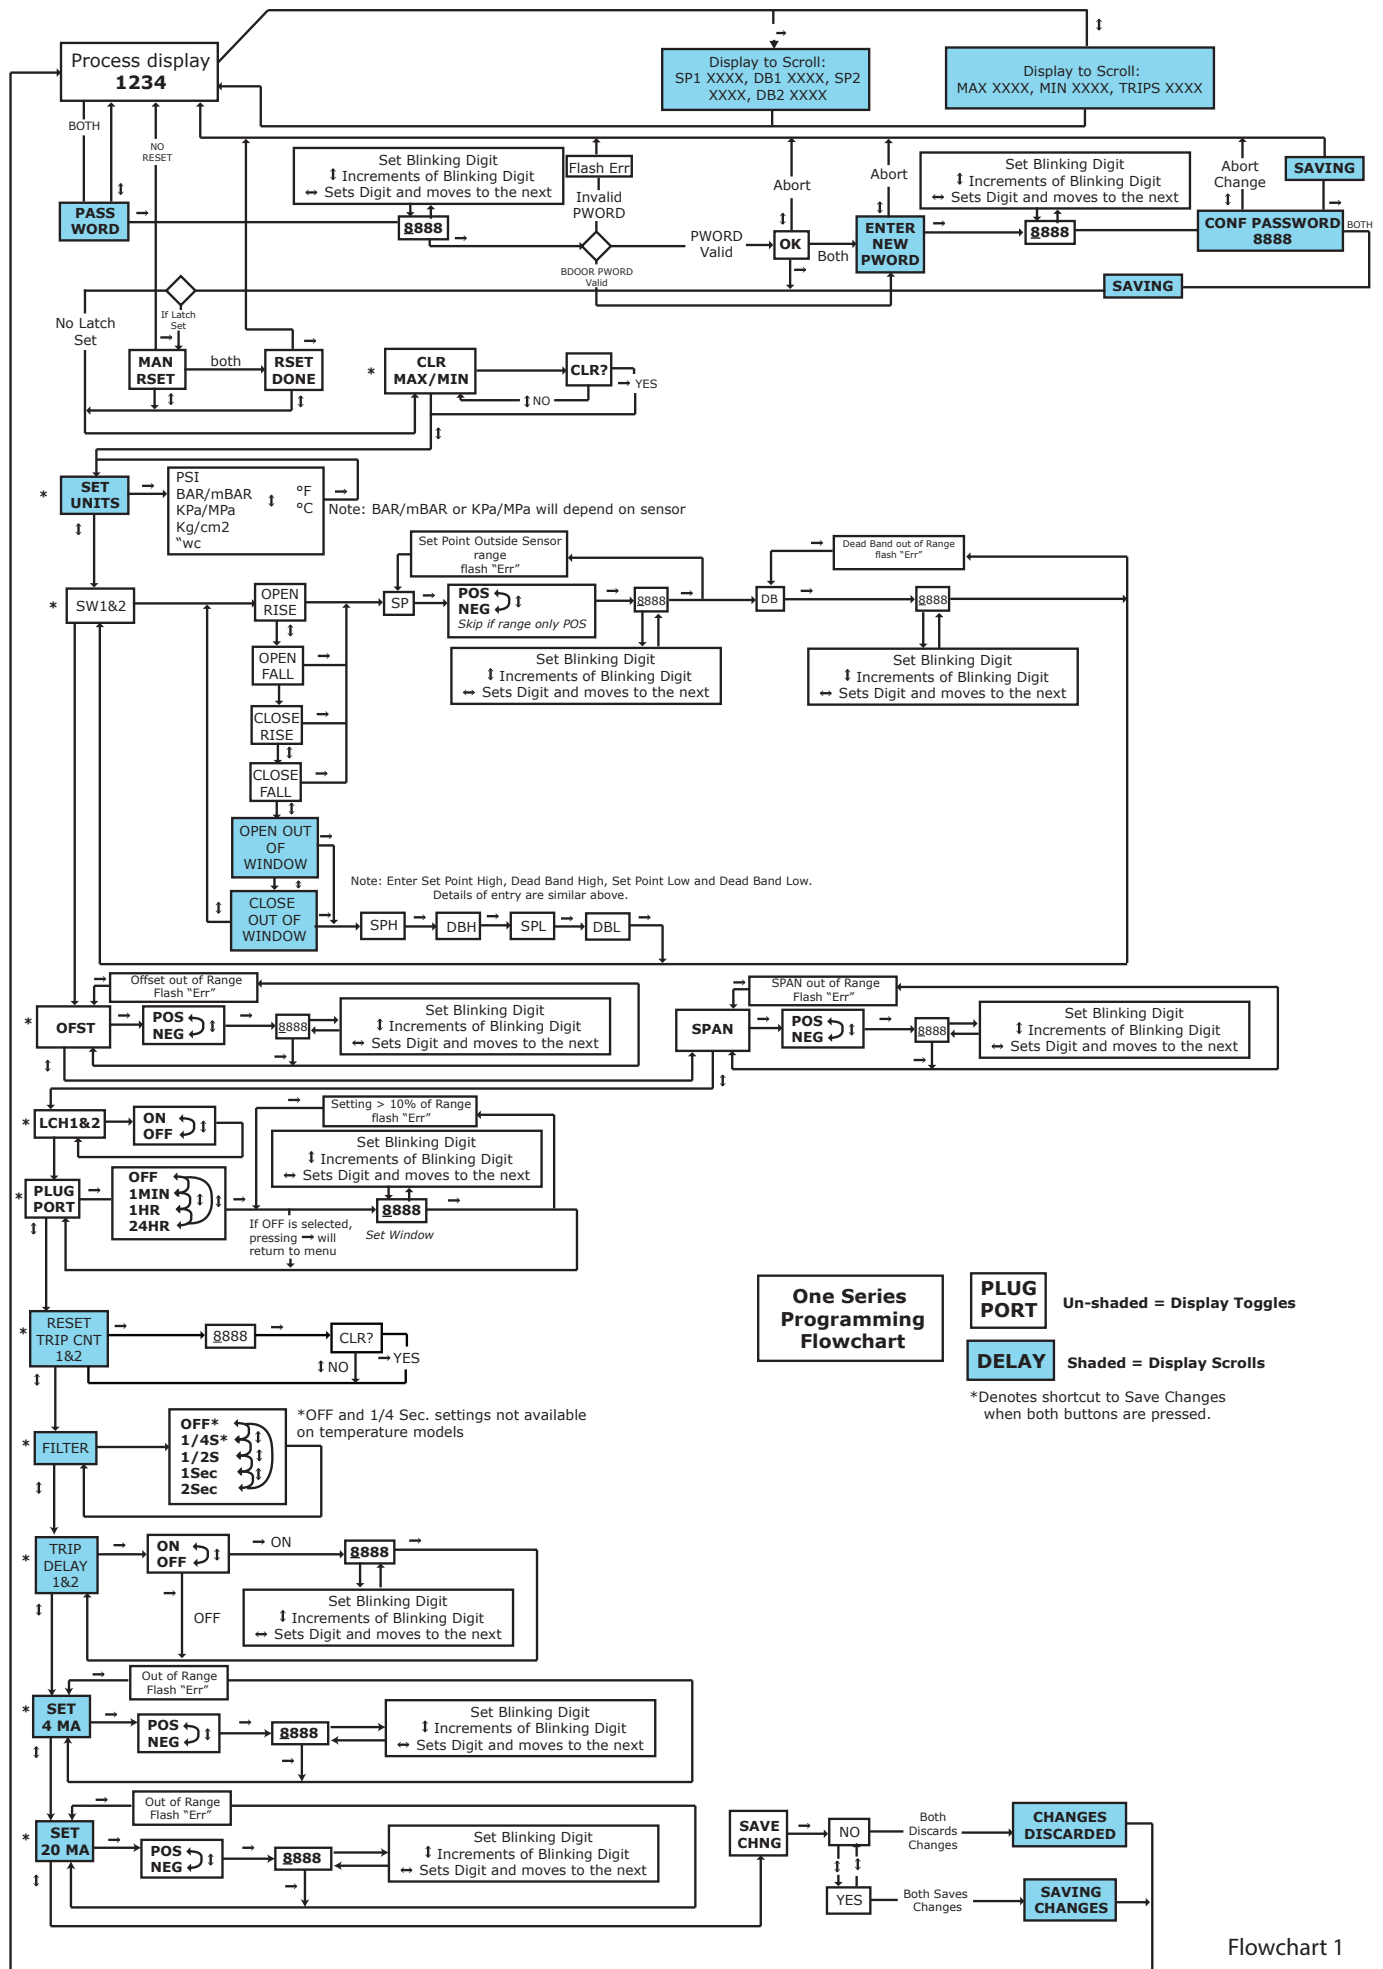 Process display
1234
Display to Scroll:
SP1 XXXX, DB1 XXXX, SP2
XXXX, DB2 XXXX
Display to Scroll:
MAX XXXX, MIN XXXX, TRIPS XXXX
BOTH
NO
RESET
PASS
WORD
Set Blinking Digit
↕ Increments of Blinking Digit
↔ Sets Digit and moves to the next
8888
Flash Err
Invalid
PWORD
BDOOR PWORD
Valid
PWORD
Valid
Abort
OK
Both
Abort
ENTER
NEW
PWORD
Set Blinking Digit
↕ Increments of Blinking Digit
↔ Sets Digit and moves to the next
8888
Abort
Change
SAVING
CONF PASSWORD
8888
BOTH
SAVING
No Latch
Set
If Latch
Set
MAN
RSET
both
RSET
DONE
*
CLR
MAX/MIN
CLR?
→ YES
↕ NO
*
SET
UNITS
PSI
BAR/mBAR
KPa/MPa
Kg/cm2
“wc
°F
°C
Note: BAR/mBAR or KPa/MPa will depend on sensor
*
SW1&2
OPEN
RISE
OPEN
FALL
CLOSE
RISE
CLOSE
FALL
OPEN OUT
OF
WINDOW
CLOSE
OUT OF
WINDOW
Set Point Outside Sensor
range
flash “Err”
SP
POS
NEG
Skip if range only POS
8888
Set Blinking Digit
↕ Increments of Blinking Digit
↔ Sets Digit and moves to the next
Dead Band out of Range
flash “Err”
DB
8888
Set Blinking Digit
↕ Increments of Blinking Digit
↔ Sets Digit and moves to the next
Note: Enter Set Point High, Dead Band High, Set Point Low and Dead Band Low.
Details of entry are similar above.
SPH
DBH
SPL
DBL
*
OFST
Offset out of Range
Flash “Err”
POS
NEG
8888
Set Blinking Digit
↕ Increments of Blinking Digit
↔ Sets Digit and moves to the next
SPAN
SPAN out of Range
Flash “Err”
POS
NEG
8888
Set Blinking Digit
↕ Increments of Blinking Digit
↔ Sets Digit and moves to the next
*
LCH1&2
ON
OFF
Setting > 10% of Range
flash “Err”
Set Blinking Digit
↕ Increments of Blinking Digit
↔ Sets Digit and moves to the next
*
PLUG
PORT
OFF
1MIN
1HR
24HR
8888
Set Window
If OFF is selected,
pressing → will
return to menu
*
RESET
TRIP CNT
1&2
8888
CLR?
→ YES
↕ NO
One Series
Programming
Flowchart
PLUG
PORT
Un-shaded = Display Toggles
DELAY
Shaded = Display Scrolls
*Denotes shortcut to Save Changes
when both buttons are pressed.
*
FILTER
OFF*
1/4S*
1/2S
1Sec
2Sec
*OFF and 1/4 Sec. settings not available
on temperature models
*
TRIP
DELAY
1&2
ON
OFF
→ ON
OFF
8888
Set Blinking Digit
↕ Increments of Blinking Digit
↔ Sets Digit and moves to the next
*
SET
4 MA
Out of Range
Flash “Err”
POS
NEG
8888
Set Blinking Digit
↕ Increments of Blinking Digit
↔ Sets Digit and moves to the next
*
SET
20 MA
Out of Range
Flash “Err”
POS
NEG
8888
Set Blinking Digit
↕ Increments of Blinking Digit
↔ Sets Digit and moves to the next
SAVE
CHNG
NO
Both
Discards
Changes
CHANGES
DISCARDED
YES
Both Saves
Changes
SAVING
CHANGES
Flowchart 1